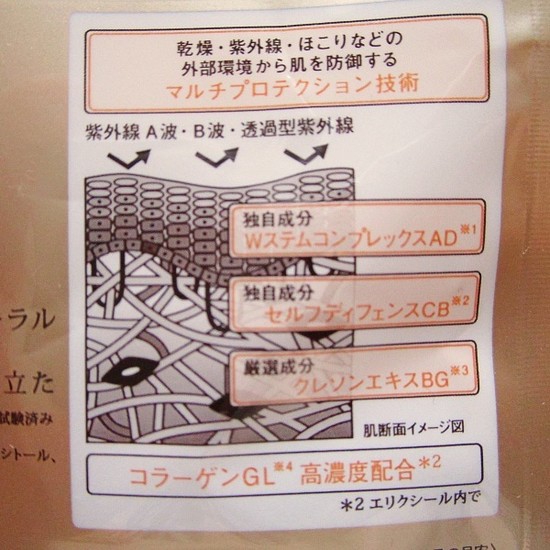 乾燥・紫外線・ほこりなどの
外部環境から肌を防御する
マルチプロテクション技術
紫外線A波・B波・透過型紫外線
独自成分
WステムコンプレックスAD※1
独自成分
セルフディフェンスCB※2
厳選成分
クレソンエキスBG※3
肌断面イメージ図
コラーゲンGL※4 高濃度配合*2
*2 エリクシール内で
ラル
立た
試験済み
シトール、